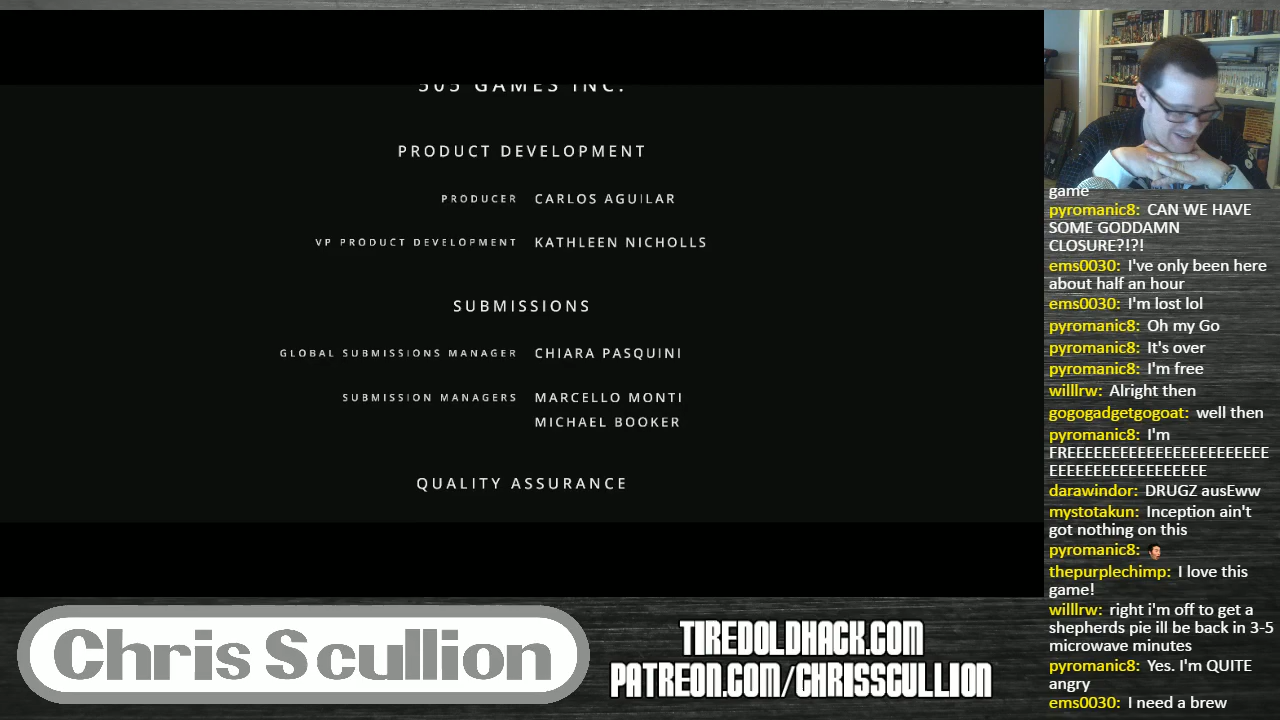 505 GAMES INC.
PRODUCT DEVELOPMENT
PRODUCER CARLOS AGUILAR
VP PRODUCT DEVELOPMENT KATHLEEN NICHOLLS
SUBMISSIONS
GLOBAL SUBMISSIONS MANAGER CHIARA PASQUINI
SUBMISSION MANAGERS MARCELLO MONTI
MICHAEL BOOKER
QUALITY ASSURANCE
game
pyromanic8: CAN WE HAVE
SOME GODDAMN
CLOSURE?!?!
ems0030: I've only been here
about half an hour
ems0030: I'm lost lol
pyromanic8: Oh my Go
pyromanic8: It's over
pyromanic8: I'm free
willlrw: Alright then
gogogadgetgogoat: well then
pyromanic8: I'm
FREEEEEEEEEEEEEEEEEEEEEEE
EEEEEEEEEEEEEEEEEE
darawindor: DRUGZ ausEww
mystotakun: Inception ain't
got nothing on this
pyromanic8:
thepurplechimp: I love this
game!
willlrw: right i'm off to get a
shepherds pie ill be back in 3-5
microwave minutes
pyromanic8: Yes. I'm QUITE
angry
ems0030: I need a brew
Chris Scullion
TIREDOLDHACK.COM
PATREON.COM/CHRISSCULLION